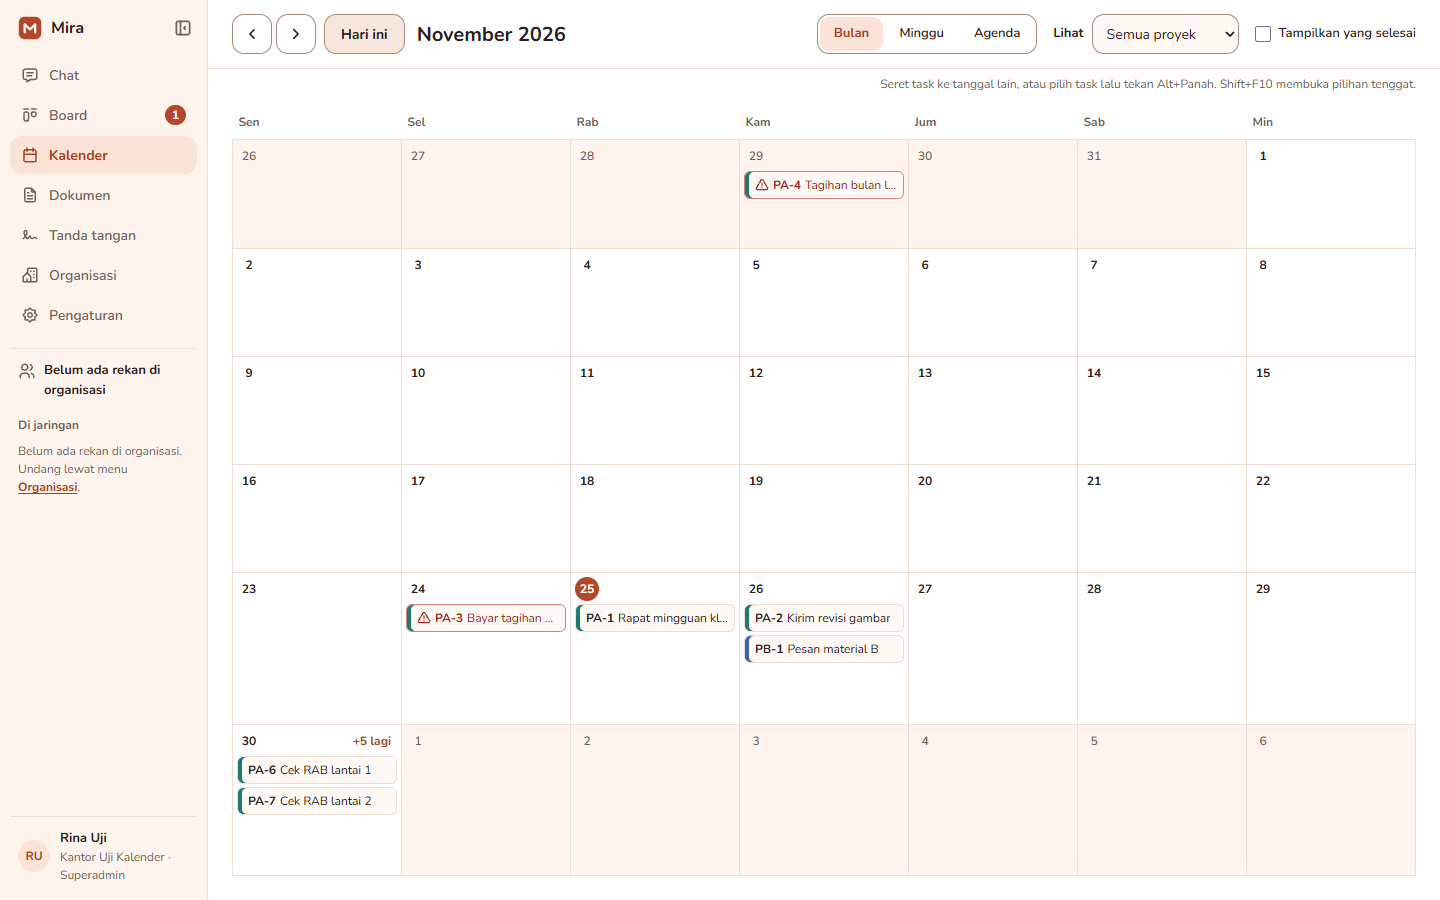 Mira
Chat
Board 1
Kalender
Dokumen
Tanda tangan
Organisasi
Pengaturan
Belum ada rekan di
organisasi
Di jaringan
Belum ada rekan di organisasi.
Undang lewat menu
Organisasi.
RU
Rina Uji
Kantor Uji Kalender ·
Superadmin
Hari ini November 2026 Bulan Minggu Agenda Lihat Semua proyek Tampilkan yang selesai
Seret task ke tanggal lain, atau pilih task lalu tekan Alt+Panah. Shift+F10 membuka pilihan tenggat.
Sen Sel Rab Kam Jum Sab Min
26 27 28 29 30 31 1
PA-4 Tagihan bulan l...
2 3 4 5 6 7 8
9 10 11 12 13 14 15
16 17 18 19 20 21 22
23 24 25 26 27 28 29
PA-3 Bayar tagihan ... PA-1 Rapat mingguan kl... PA-2 Kirim revisi gambar
PB-1 Pesan material B
30 +5 lagi 1 2 3 4 5 6
PA-6 Cek RAB lantai 1
PA-7 Cek RAB lantai 2